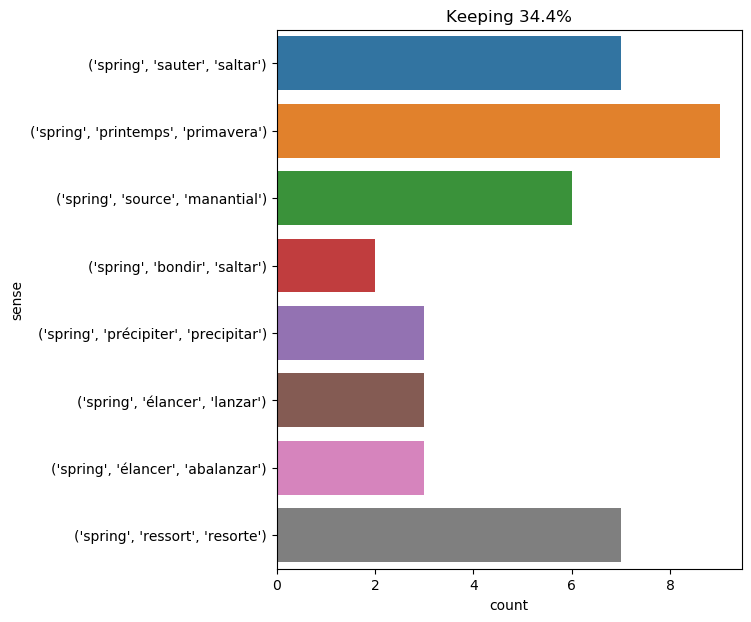 Keeping 34.4%
('spring', 'sauter', 'saltar')
('spring', 'printemps', 'primavera')
('spring', 'source', 'manantial')
('spring', 'bondir', 'saltar')
('spring', 'précipiter', 'precipitar')
('spring', 'élancer', 'lanzar')
('spring', 'élancer', 'abalanzar')
('spring', 'ressort', 'resorte')
sense
0 2 4 6 8
count